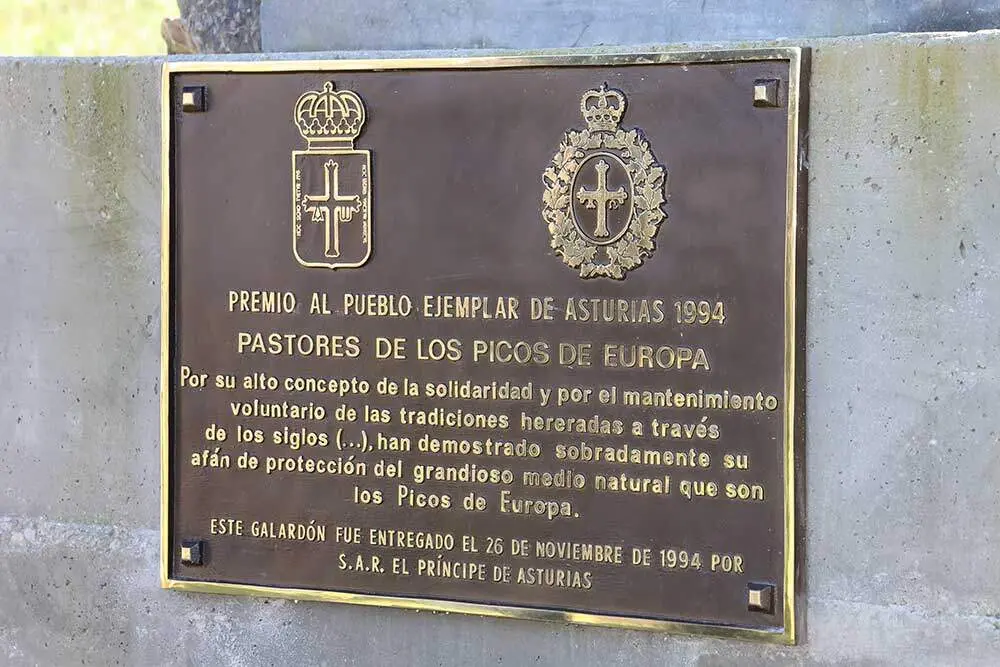 PREMIO AL PUEBLO EJEMPLAR DE ASTURIAS 1994
PASTORES DE LOS PICOS DE EUROPA
Por su alto concepto de la solidaridad y por el mantenimiento
voluntario de las tradiciones hereradas a través
de los siglos (...), han demostrado sobradamente su
afán de protección del grandioso medio natural que son
los Picos de Europa.
ESTE GALARDÓN FUE ENTREGADO EL 26 DE NOVIEMBRE DE 1994 POR
S.A.R. EL PRÍNCIPE DE ASTURIAS